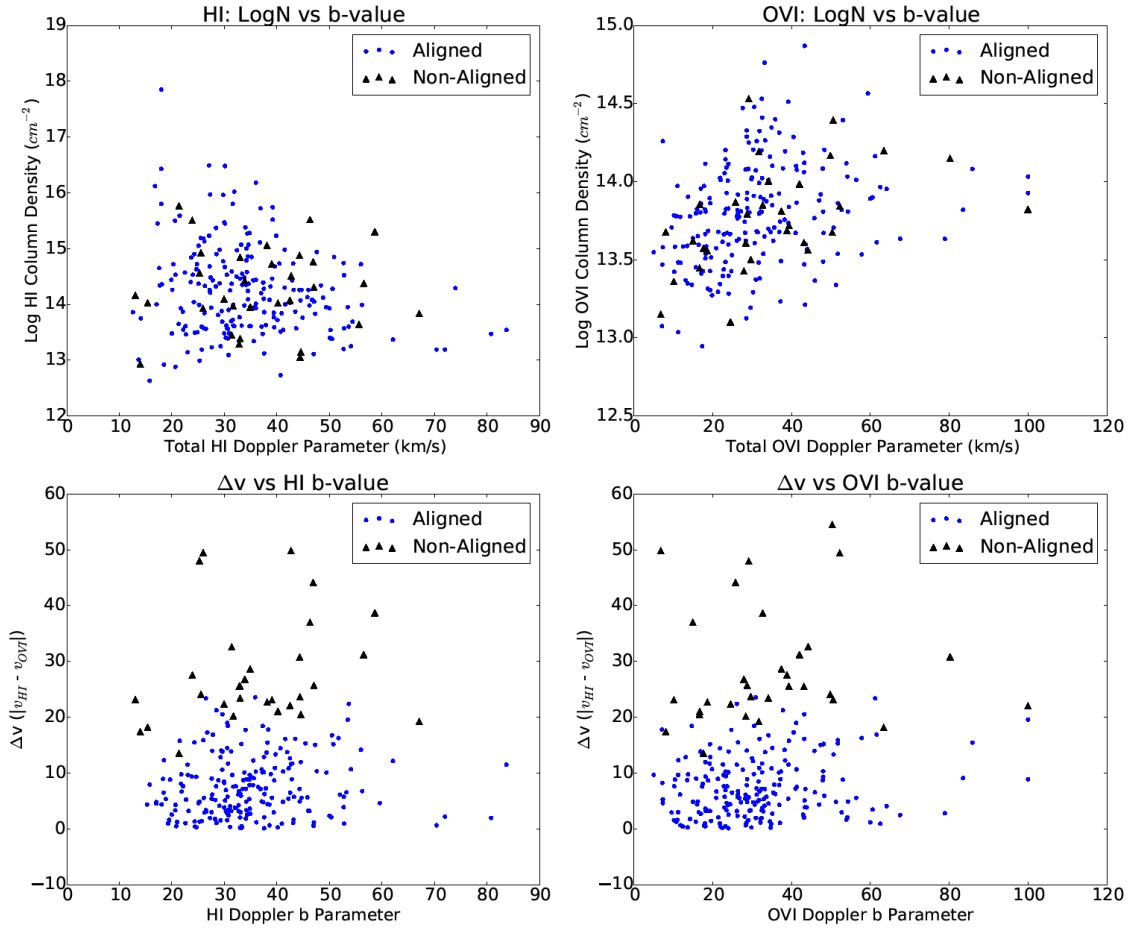 HI: LogN vs b-value
Log HI Column Density (cm⁻²)
19
18
17
16
15
14
13
12
Aligned
Non-Aligned
0 10 20 30 40 50 60 70 80 90
Total HI Doppler Parameter (km/s)
OVI: LogN vs b-value
Log OVI Column Density (cm⁻²)
15.0
14.5
14.0
13.5
13.0
12.5
Aligned
Non-Aligned
0 20 40 60 80 100 120
Total OVI Doppler Parameter (km/s)
Δv vs HI b-value
Δv (|v_HI - v_OVI|)
60
50
40
30
20
10
0
−10
Aligned
Non-Aligned
0 10 20 30 40 50 60 70 80 90
HI Doppler b Parameter
Δv vs OVI b-value
Δv (|v_HI - v_OVI|)
60
50
40
30
20
10
0
−10
Aligned
Non-Aligned
0 20 40 60 80 100 120
OVI Doppler b Parameter